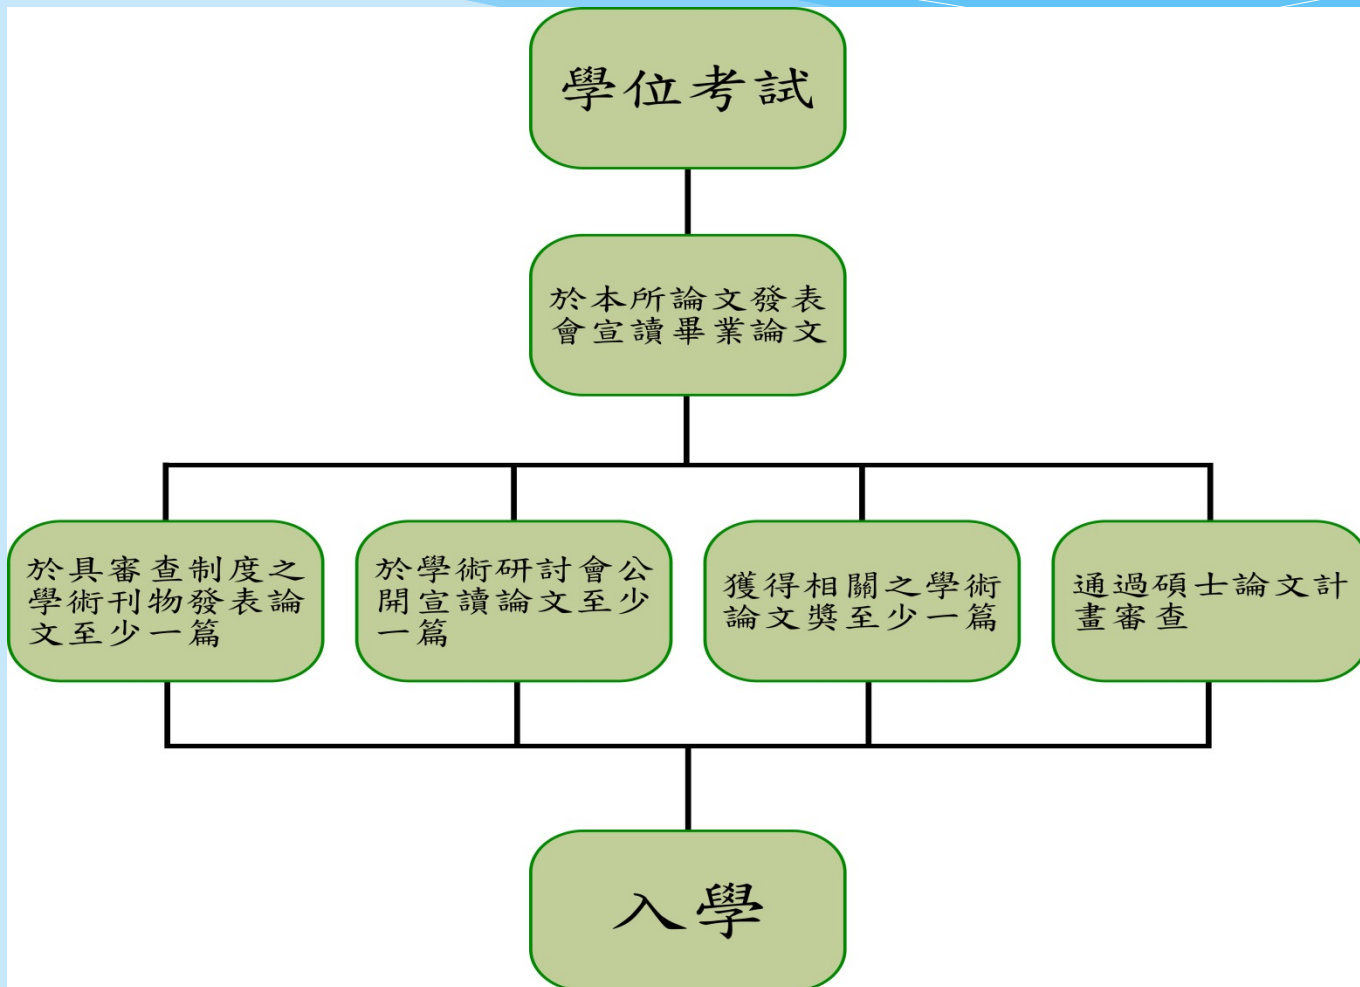 學位考試
於本所論文發表
會宣讀畢業論文
於具審查制度之
學術刊物發表論
文至少一篇
於學術研討會公
開宣讀論文至少
一篇
獲得相關之學術
論文獎至少一篇
通過碩士論文計
畫審查
入學